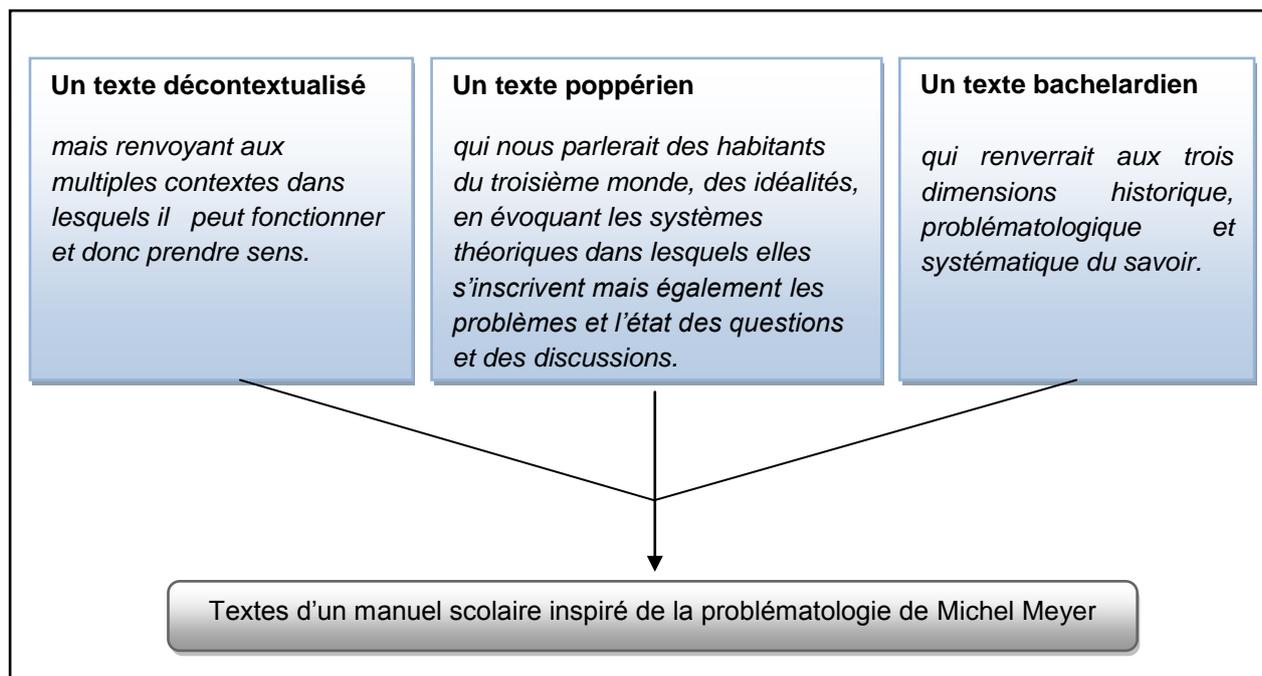 Un texte décontextualisé
mais renvoyant aux
multiples contextes dans
lesquels il peut fonctionner
et donc prendre sens.
Un texte poppérien
qui nous parlerait des habitants
du troisième monde, des idéalités,
en évoquant les systèmes
théoriques dans lesquels elles
s’inscrivent mais également les
problèmes et l’état des questions
et des discussions.
Un texte bachelardien
qui renverrait aux trois
dimensions historique,
problématologique et
systématique du savoir.
Textes d’un manuel scolaire inspiré de la problématologie de Michel Meyer